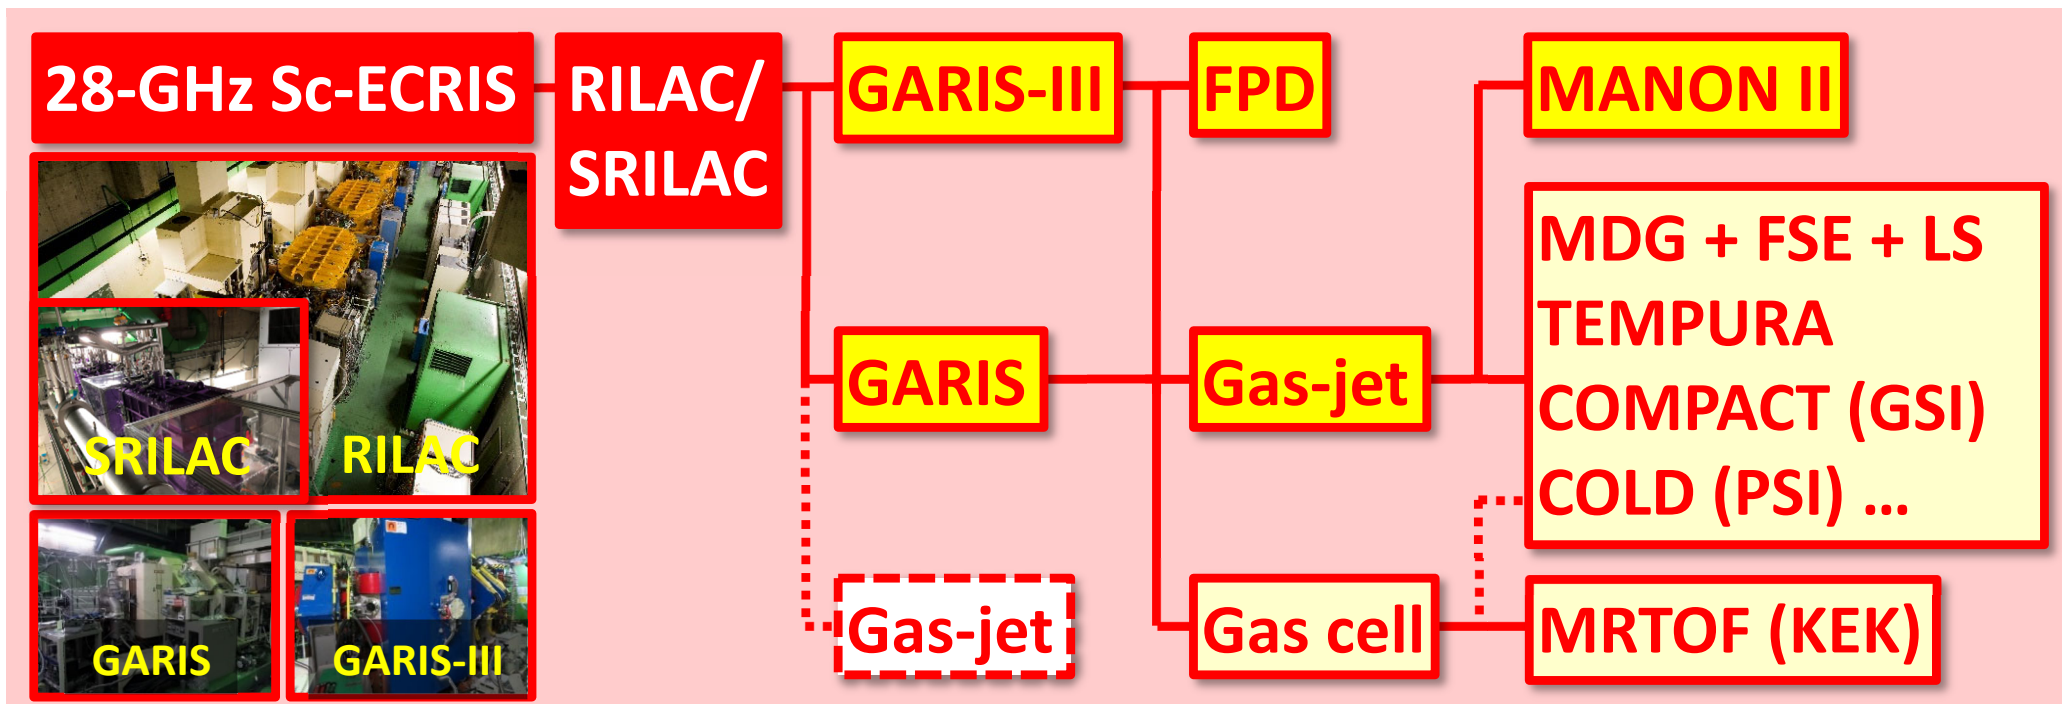 28-GHz Sc-ECRIS
RILAC/
SRILAC
GARIS-III
FPD
MANON II
MDG + FSE + LS
TEMPURA
COMPACT (GSI)
COLD (PSI) ...
GARIS
Gas-jet
SRILAC
RILAC
Gas-jet
Gas cell
MRTOF (KEK)
GARIS
GARIS-III